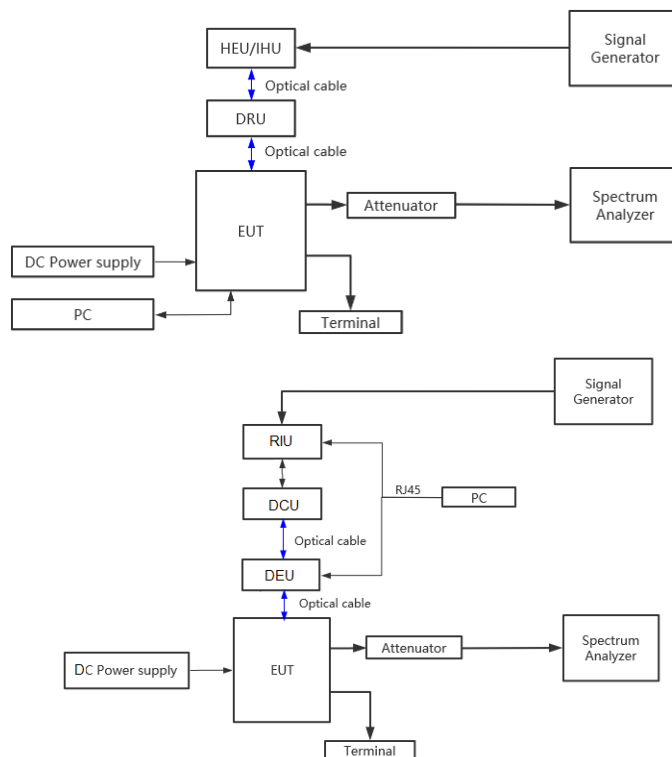 HEU/IHU
Signal
Generator
Optical cable
DRU
Optical cable
EUT
Attenuator
Spectrum
Analyzer
DC Power supply
PC
Terminal
Signal
Generator
RIU
RJ45
PC
DCU
Optical cable
DEU
Optical cable
EUT
Attenuator
Spectrum
Analyzer
DC Power supply
Terminal